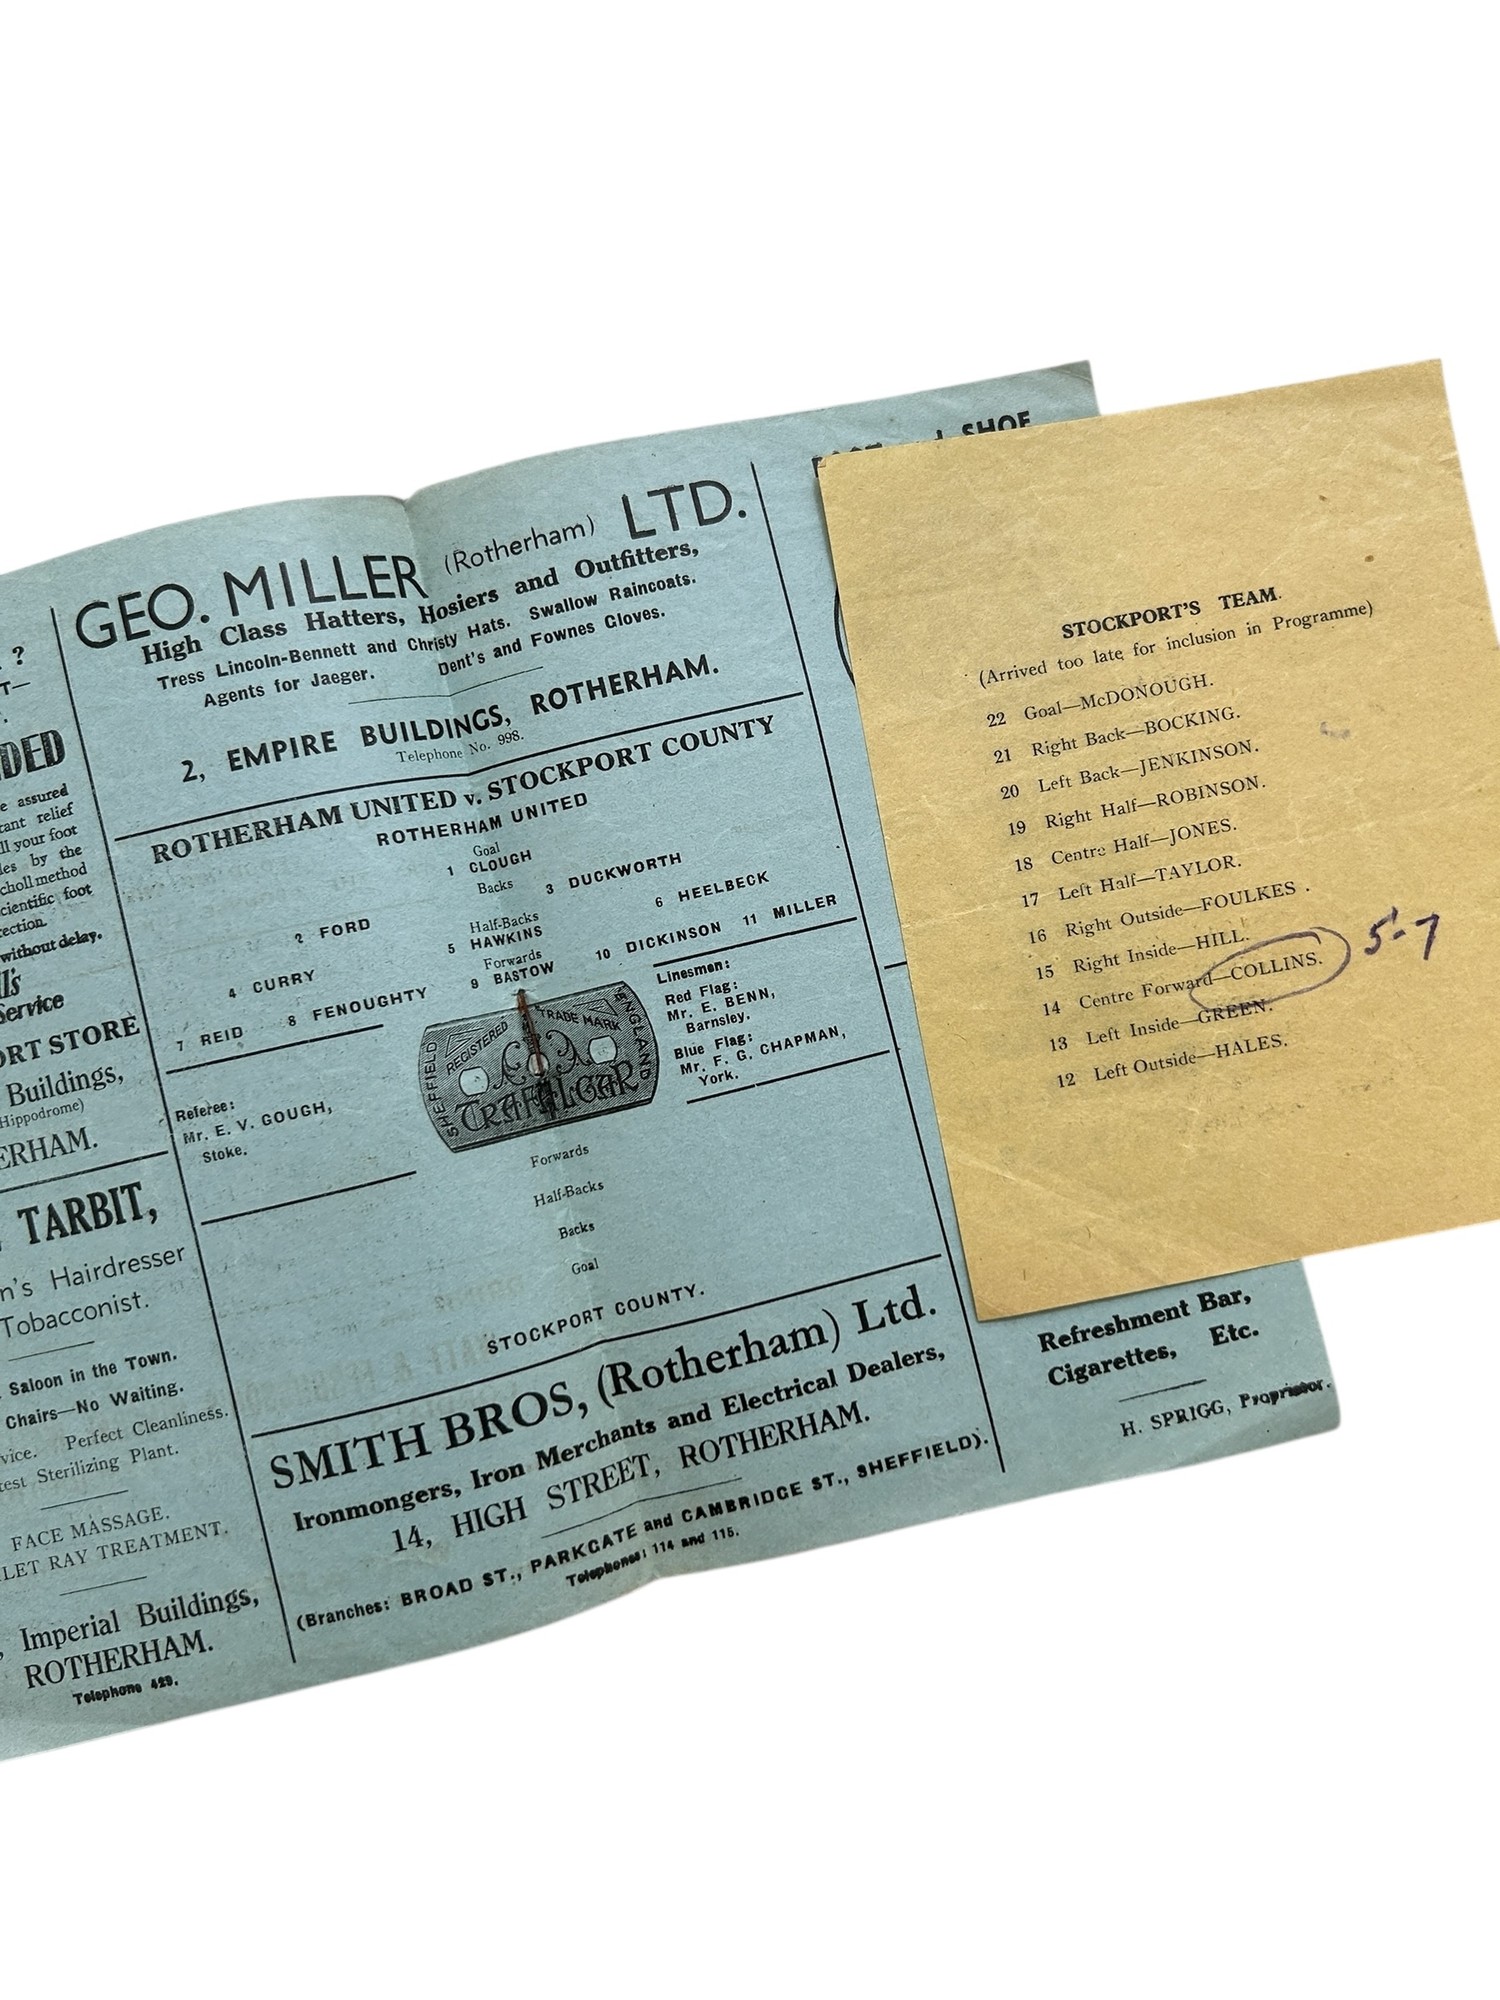 ?
T—
DED
e assured
tant relief
ll your foot
les by the
choll method
cientific foot
ection.
without delay.
ll's
Service
ORT STORE
Buildings,
Hippodrome)
ERHAM.
TARBIT,
n's Hairdresser
Tobacconist.
Saloon in the Town.
Chairs—No Waiting.
vice. Perfect Cleanliness.
test Sterilizing Plant.
FACE MASSAGE.
LET RAY TREATMENT.
Imperial Buildings,
ROTHERHAM.
Telephone 429.
GEO. MILLER (Rotherham) LTD.
High Class Hatters, Hosiers and Outfitters,
Tress Lincoln-Bennett and Christy Hats. Swallow Raincoats.
Agents for Jaeger. Dent's and Fownes Gloves.
2, EMPIRE BUILDINGS, ROTHERHAM.
Telephone No. 998.
ROTHERHAM UNITED v. STOCKPORT COUNTY
ROTHERHAM UNITED
Goal
1 CLOUGH
Backs
2 FORD 3 DUCKWORTH
Half-Backs
4 CURRY 5 HAWKINS 6 HEELBECK
Forwards
7 REID 8 FENOUGHTY 9 BASTOW 10 DICKINSON 11 MILLER
Referee:
Mr. E. V. GOUGH,
Stoke.
REGISTERED TRADE MARK
SHEFFIELD
ENGLAND
TRAFALGAR
Linesmen:
Red Flag:
Mr. E. BENN,
Barnsley.
Blue Flag:
Mr. F. G. CHAPMAN,
York.
Forwards
Half-Backs
Backs
Goal
STOCKPORT COUNTY.
SMITH BROS, (Rotherham) Ltd.
Ironmongers, Iron Merchants and Electrical Dealers,
14, HIGH STREET, ROTHERHAM.
(Branches: BROAD ST., PARKGATE and CAMBRIDGE ST., SHEFFIELD).
Telephones: 114 and 115.
SHOE
STOCKPORT'S TEAM.
(Arrived too late for inclusion in Programme)
22 Goal—McDONOUGH.
21 Right Back—BOCKING.
20 Left Back—JENKINSON.
19 Right Half—ROBINSON.
18 Centre Half—JONES.
17 Left Half—TAYLOR.
16 Right Outside—FOULKES .
15 Right Inside—HILL.
14 Centre Forward—COLLINS. 5-7
13 Left Inside—GREEN.
12 Left Outside—HALES.
Refreshment Bar,
Cigarettes, Etc.
H. SPRIGG, Proprietor.